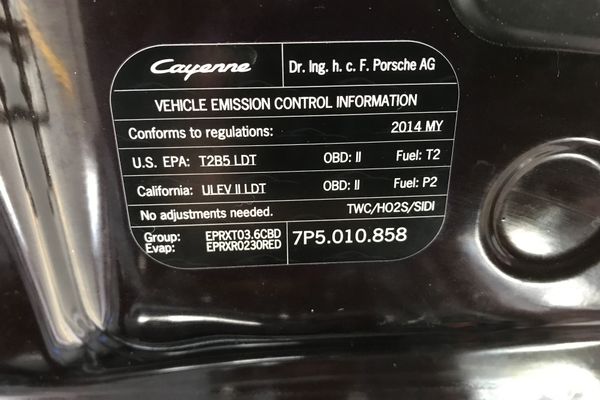 Cayenne Dr. Ing. h. c. F. Porsche AG
VEHICLE EMISSION CONTROL INFORMATION
Conforms to regulations: 2014 MY
U.S. EPA: T2B5 LDT OBD: II Fuel: T2
California: ULEV II LDT OBD: II Fuel: P2
No adjustments needed. TWC/HO2S/SIDI
Group: EPRXT03.6CBD 7P5.010.858
Evap: EPRXR0230RED